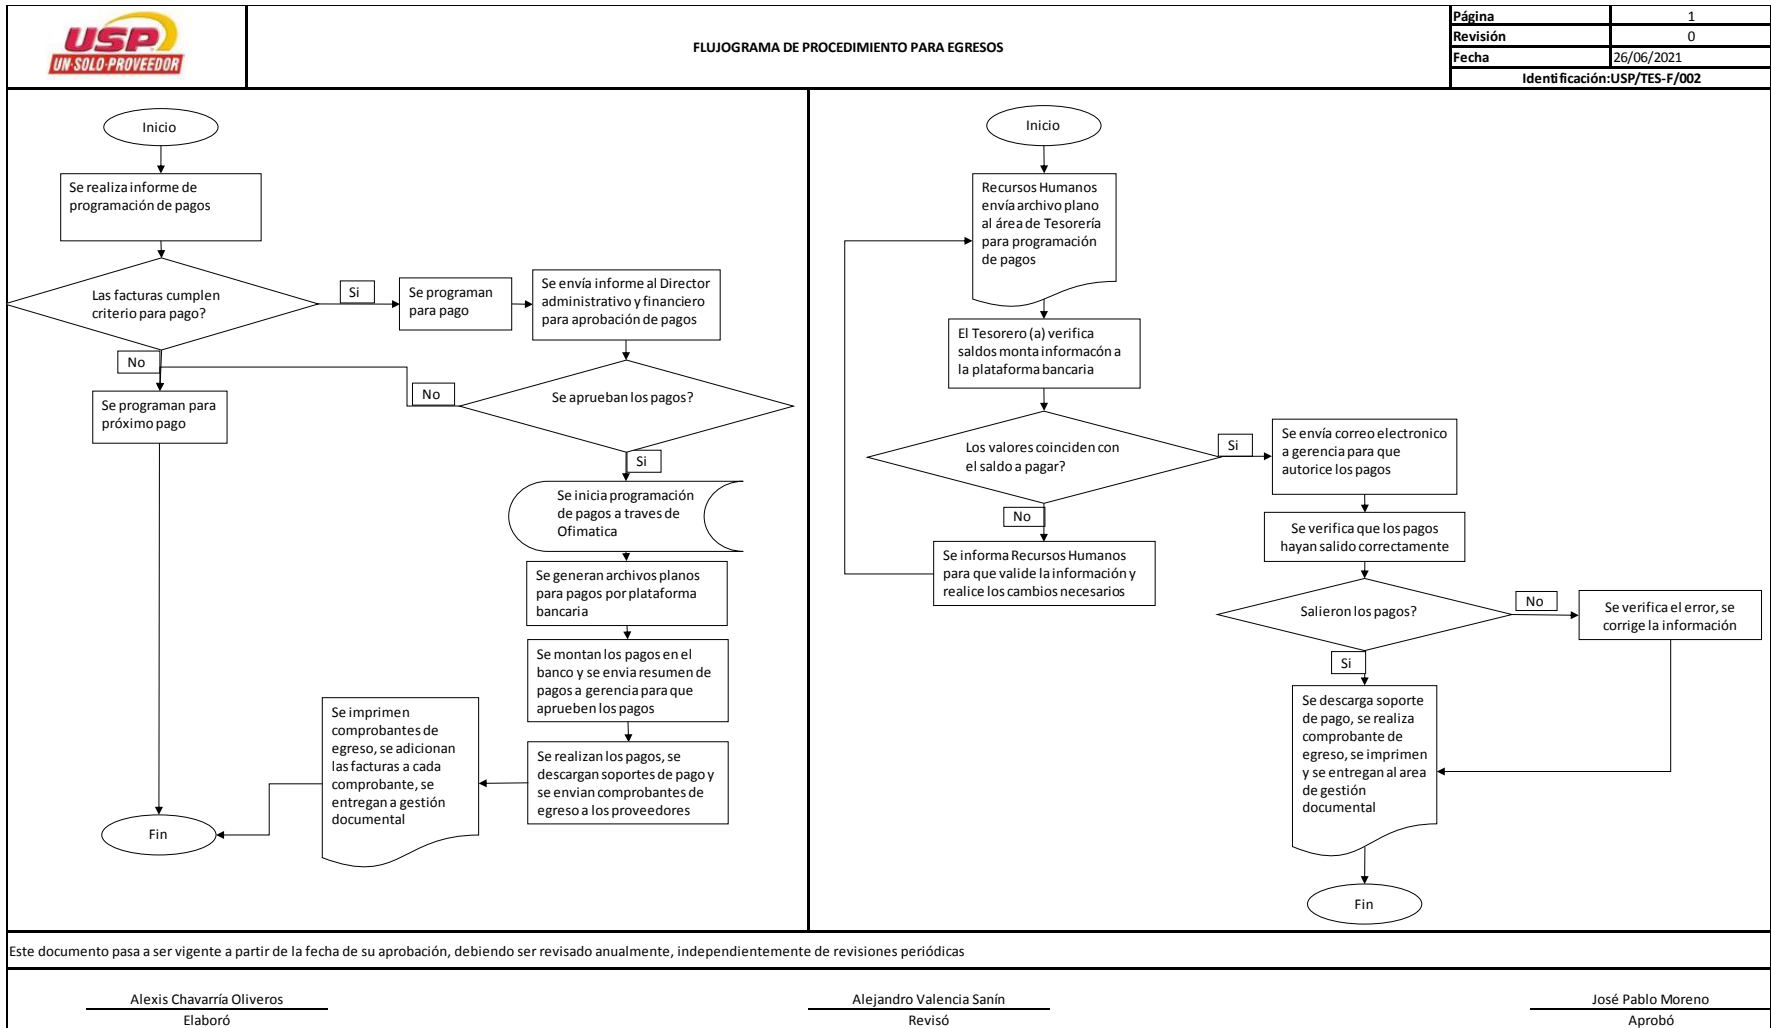 USP
UN-SOLO-PROVEEDOR
FLUJOGRAMA DE PROCEDIMIENTO PARA EGRESOS
Página 1
Revisión 0
Fecha 26/06/2021
Identificación:USP/TES-F/002
Inicio
Se realiza informe de
programación de pagos
Las facturas cumplen
criterio para pago?
Si
Se programan
para pago
Se envía informe al Director
administrativo y financiero
para aprobación de pagos
No
Se programan para
próximo pago
No
Se aprueban los pagos?
Si
Se inicia programación
de pagos a traves de
Ofimatica
Se generan archivos planos
para pagos por plataforma
bancaria
Se montan los pagos en el
banco y se envia resumen de
pagos a gerencia para que
aprueben los pagos
Se realizan los pagos, se
descargan soportes de pago y
se envian comprobantes de
egreso a los proveedores
Se imprimen
comprobantes de
egreso, se adicionan
las facturas a cada
comprobante, se
entregan a gestión
documental
Fin
Inicio
Recursos Humanos
envía archivo plano
al área de Tesorería
para programación
de pagos
El Tesorero (a) verifica
saldos monta informacón a
la plataforma bancaria
Los valores coinciden con
el saldo a pagar?
Si
Se envía correo electronico
a gerencia para que
autorice los pagos
No
Se informa Recursos Humanos
para que valide la información y
realice los cambios necesarios
Se verifica que los pagos
hayan salido correctamente
Salieron los pagos?
No
Se verifica el error, se
corrige la información
Si
Se descarga soporte
de pago, se realiza
comprobante de
egreso, se imprimen
y se entregan al area
de gestión
documental
Fin
Este documento pasa a ser vigente a partir de la fecha de su aprobación, debiendo ser revisado anualmente, independientemente de revisiones periódicas
Alexis Chavarría Oliveros
Elaboró
Alejandro Valencia Sanín
Revisó
José Pablo Moreno
Aprobó